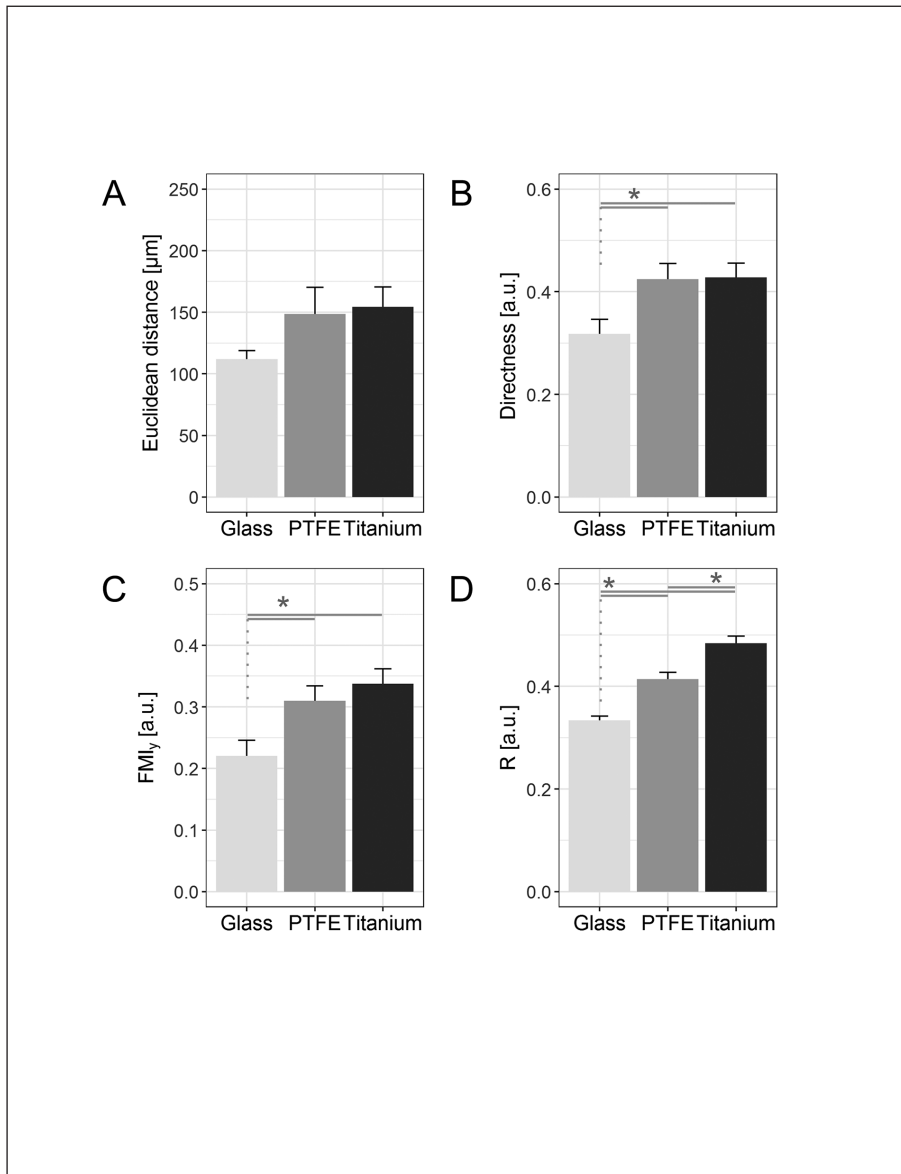 A
Euclidean distance [µm]
250
200
150
100
50
0
Glass PTFE Titanium
B
Directness [a.u.]
0.6
0.4
0.2
0.0
*
Glass PTFE Titanium
C
FMIy [a.u.]
0.5
0.4
0.3
0.2
0.1
0.0
*
Glass PTFE Titanium
D
R [a.u.]
0.6
0.4
0.2
0.0
* *
Glass PTFE Titanium